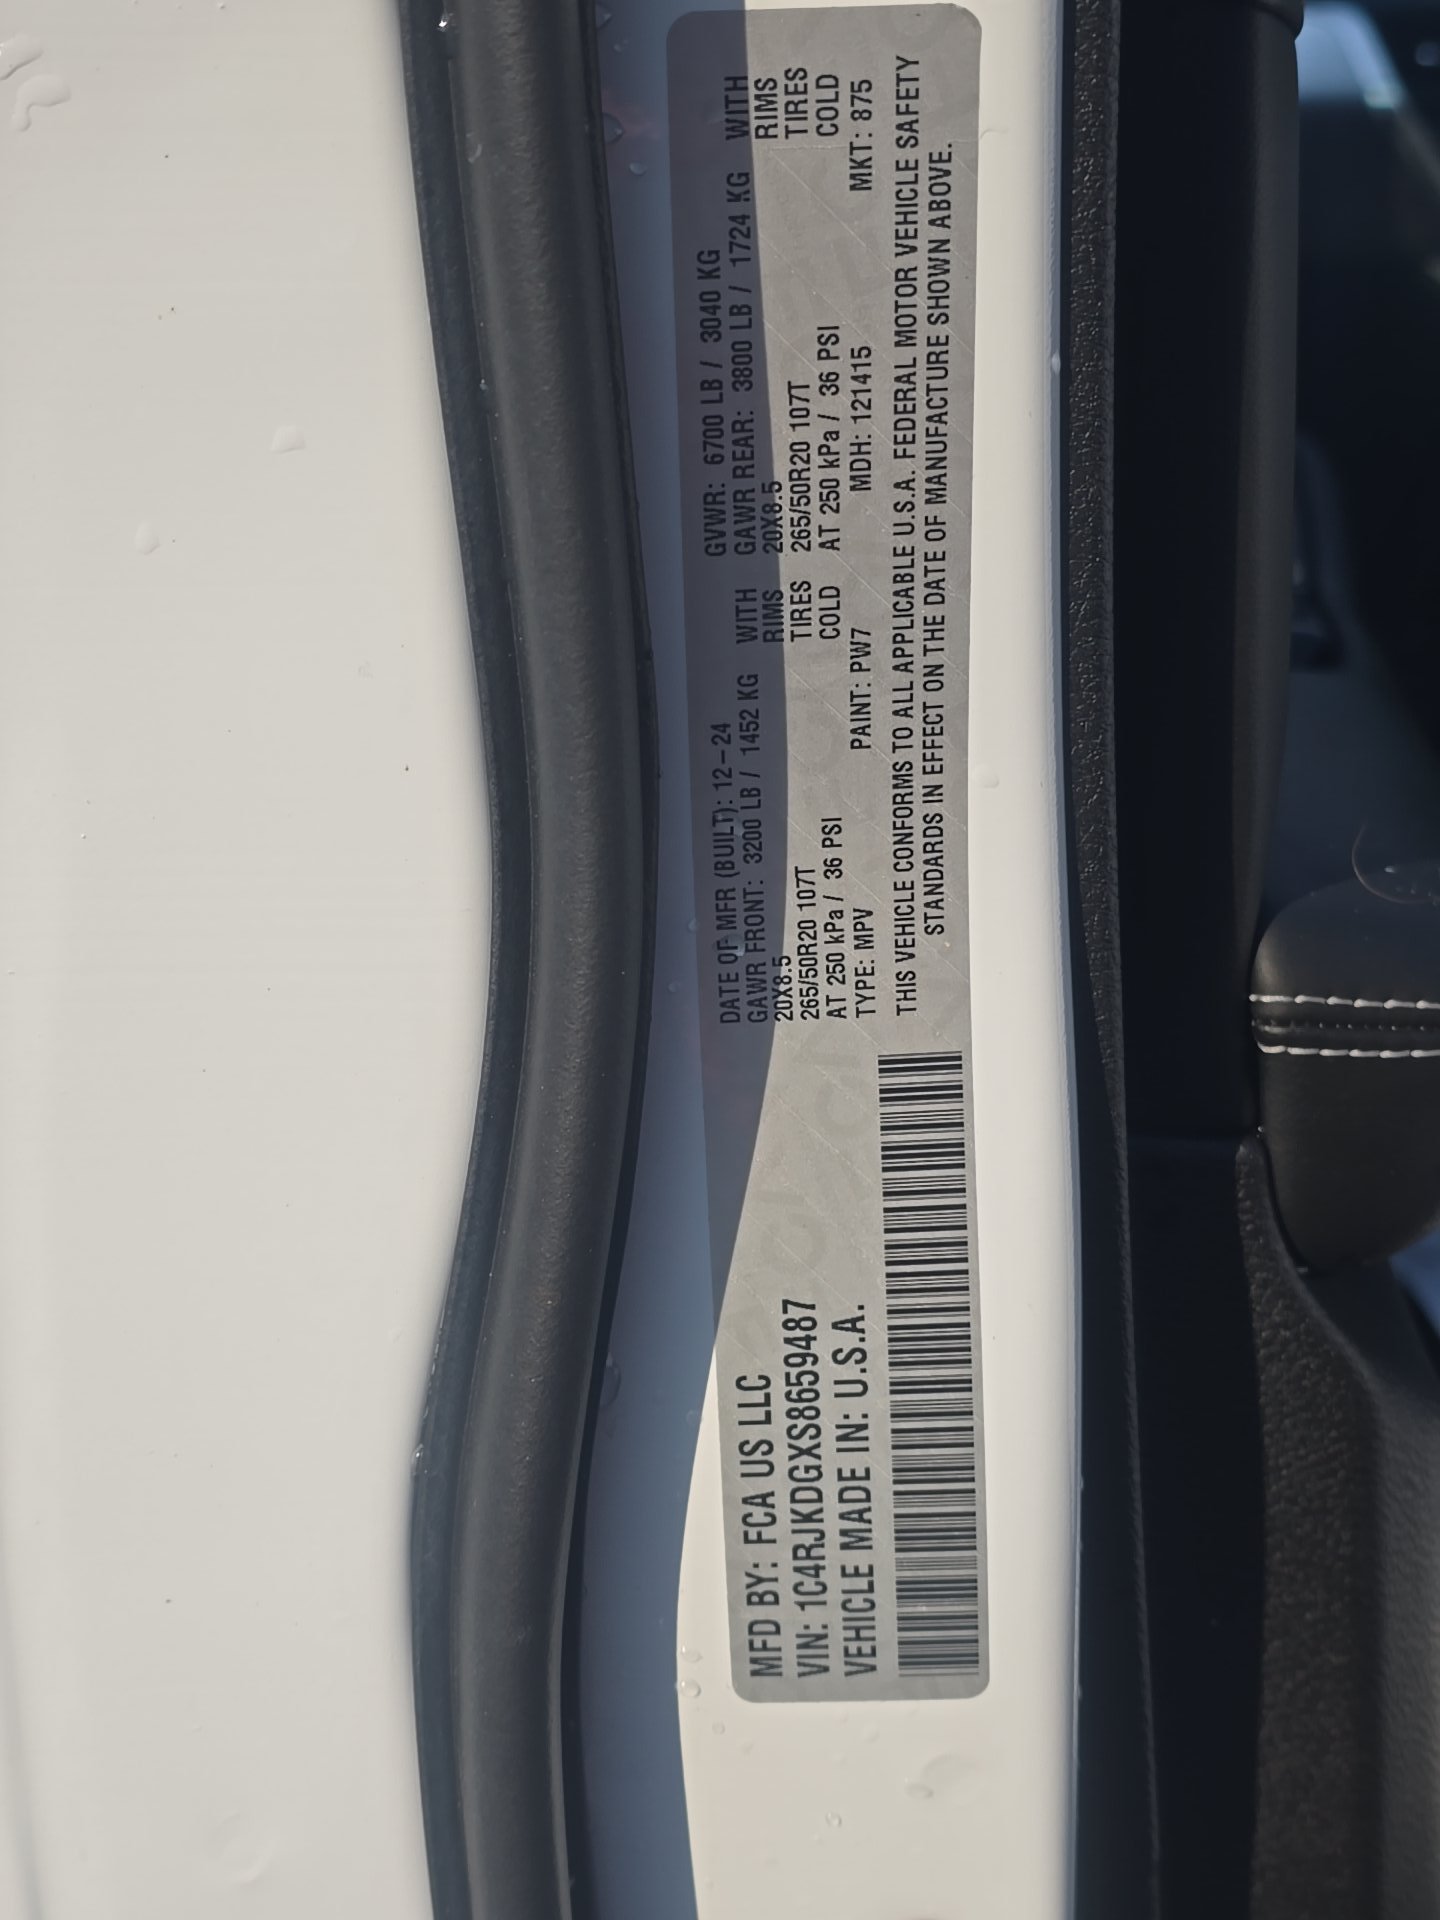 MFD BY: FCA US LLC
VIN: 1C4RJKDGXS8659487
VEHICLE MADE IN: U.S.A.
DATE OF MFR (BUILT): 12-24 GVWR: 6700 LB / 3040 KG
GAWR FRONT: 3200 LB / 1452 KG WITH GAWR REAR: 3800 LB / 1724 KG WITH
20X8.5 RIMS 20X8.5 RIMS
265/50R20 107T TIRES 265/50R20 107T TIRES
AT 250 kPa / 36 PSI COLD AT 250 kPa / 36 PSI COLD
TYPE: MPV PAINT: PW7 MDH: 121415 MKT: 875
THIS VEHICLE CONFORMS TO ALL APPLICABLE U.S.A. FEDERAL MOTOR VEHICLE SAFETY
STANDARDS IN EFFECT ON THE DATE OF MANUFACTURE SHOWN ABOVE.